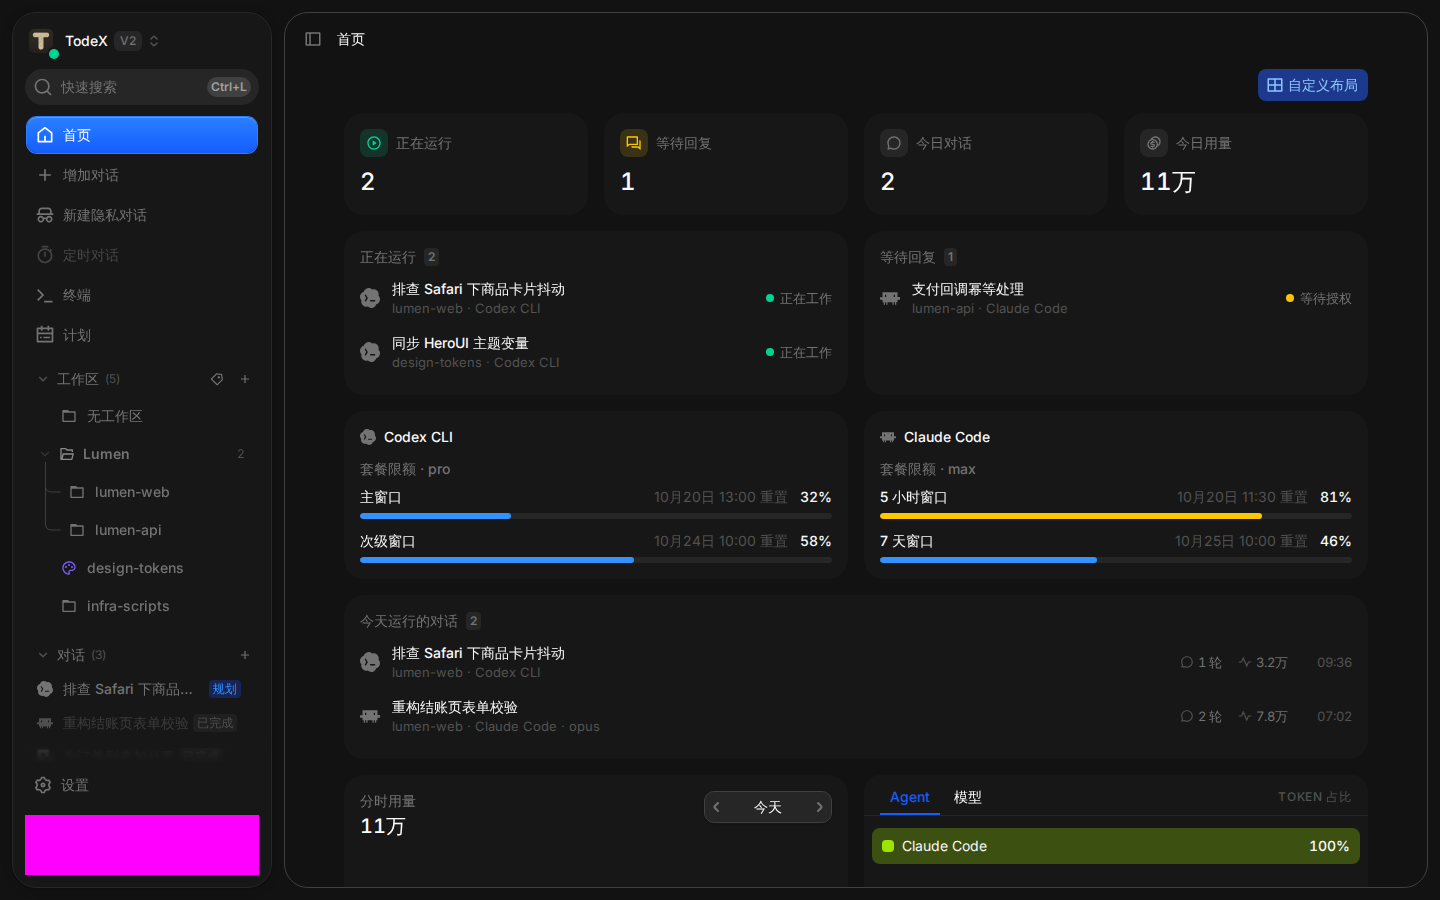 TodeX V2
快速搜索 Ctrl+L
首页
增加对话
新建隐私对话
定时对话
终端
计划
工作区 (5)
无工作区
Lumen 2
lumen-web
lumen-api
design-tokens
infra-scripts
对话 (3)
排查 Safari 下商品... 规划
重构结账页表单校验 已完成
设置
首页
自定义布局
正在运行
2
等待回复
1
今日对话
2
今日用量
11万
正在运行 2
排查 Safari 下商品卡片抖动
lumen-web · Codex CLI
正在工作
同步 HeroUI 主题变量
design-tokens · Codex CLI
正在工作
等待回复 1
支付回调幂等处理
lumen-api · Claude Code
等待授权
Codex CLI
套餐限额 · pro
主窗口 10月20日 13:00 重置 32%
次级窗口 10月24日 10:00 重置 58%
Claude Code
套餐限额 · max
5 小时窗口 10月20日 11:30 重置 81%
7 天窗口 10月25日 10:00 重置 46%
今天运行的对话 2
排查 Safari 下商品卡片抖动
lumen-web · Codex CLI
1 轮 3.2万 09:36
重构结账页表单校验
lumen-web · Claude Code · opus
2 轮 7.8万 07:02
分时用量
11万
今天
Agent 模型 TOKEN 占比
Claude Code 100%